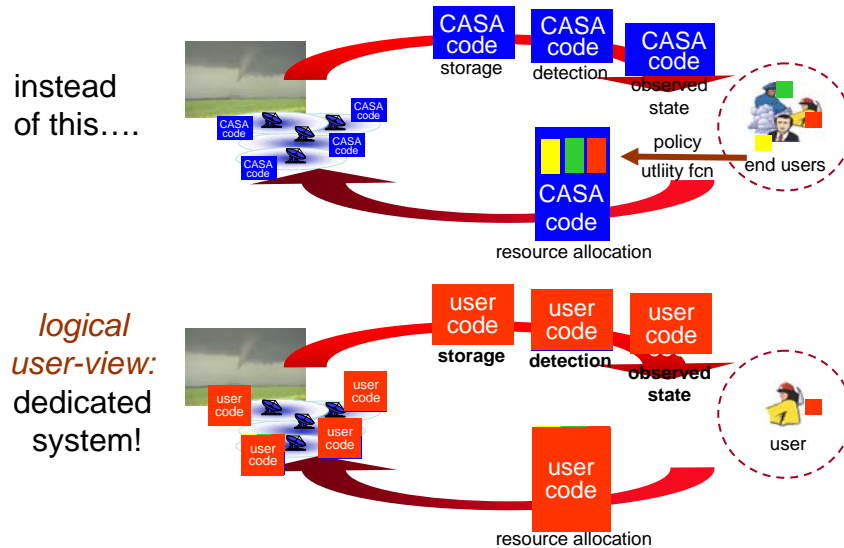 instead
of this….
CASA
code
storage
CASA
code
detection
CASA
code
observed
state
CASA
code
CASA
code
CASA
code
CASA
code
policy
utliity fcn
end users
CASA
code
resource allocation
logical
user-view:
dedicated
system!
user
code
storage
user
code
detection
user
code
observed
state
user
code
user
code
user
code
user
code
user
user
code
resource allocation